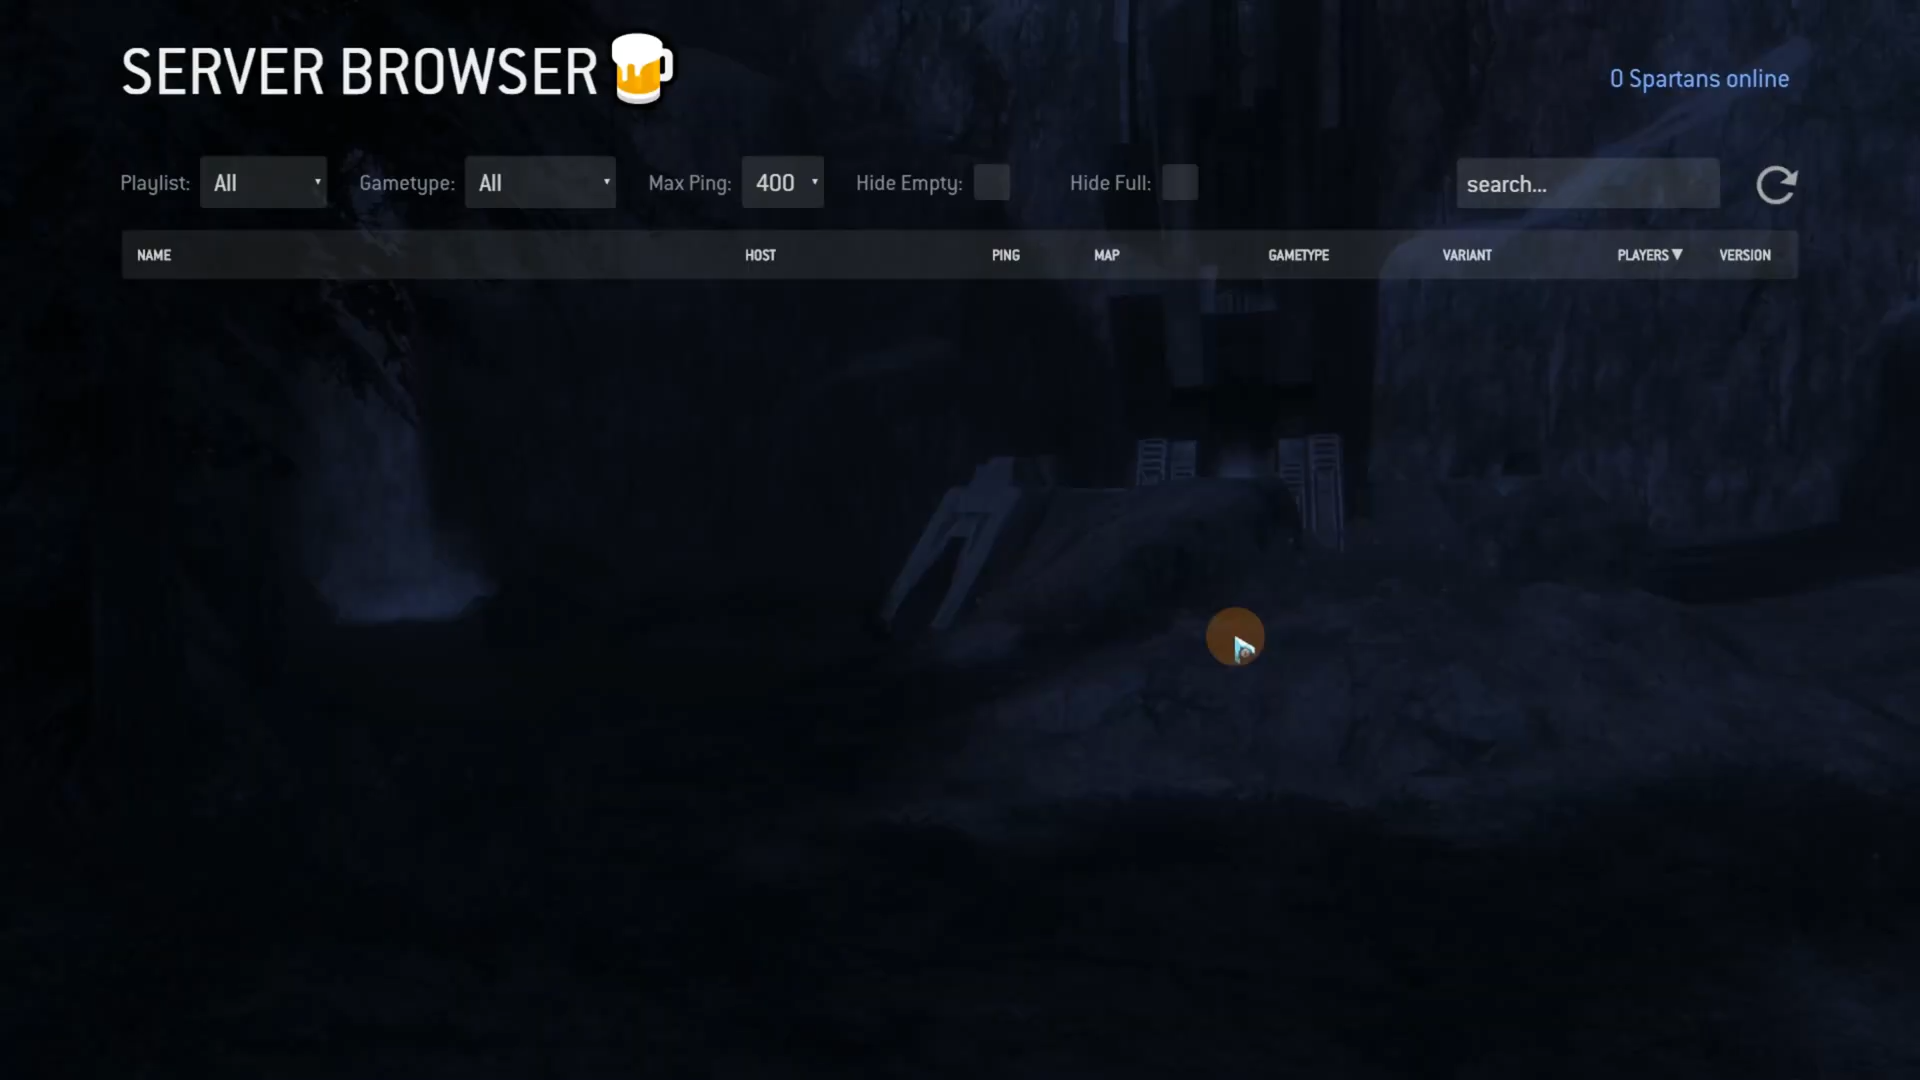 SERVER BROWSER
0 Spartans online
Playlist: All Gametype: All Max Ping: 400 Hide Empty: Hide Full: search...
NAME HOST PING MAP GAMETYPE VARIANT PLAYERS▼ VERSION